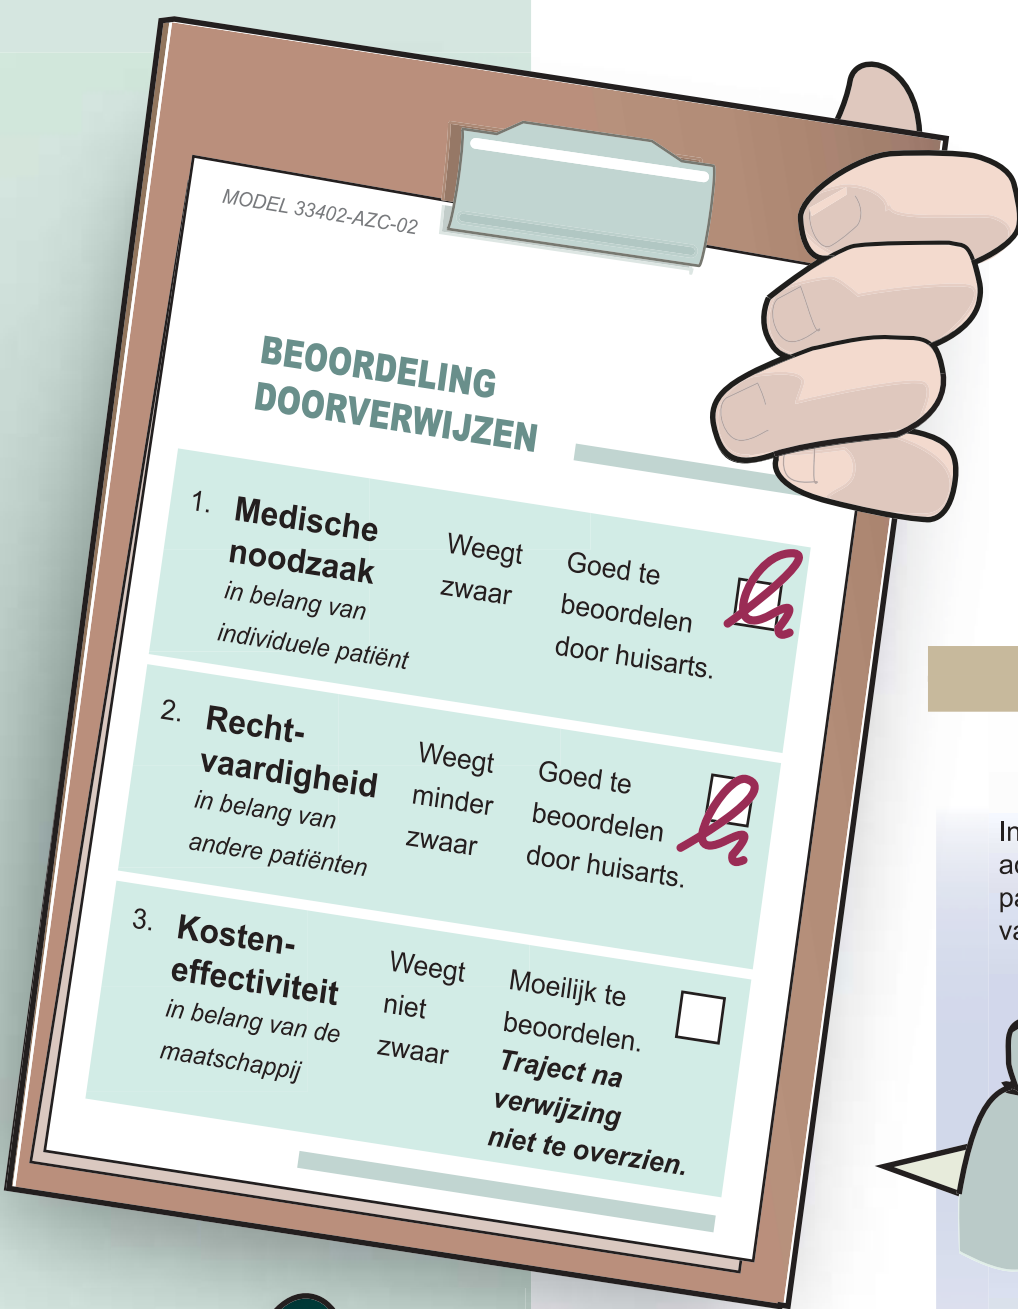 MODEL 33402-AZC-02
BEOORDELING
DOORVERWIJZEN
1. Medische
noodzaak
in belang van
individuele patiënt
Weegt
zwaar
Goed te
beoordelen
door huisarts.
2. Recht-
vaardigheid
in belang van
andere patiënten
Weegt
minder
zwaar
Goed te
beoordelen
door huisarts.
3. Kosten-
effectiviteit
in belang van de
maatschappij
Weegt
niet
zwaar
Moeilijk te
beoordelen.
Traject na
verwijzing
niet te overzien.
In